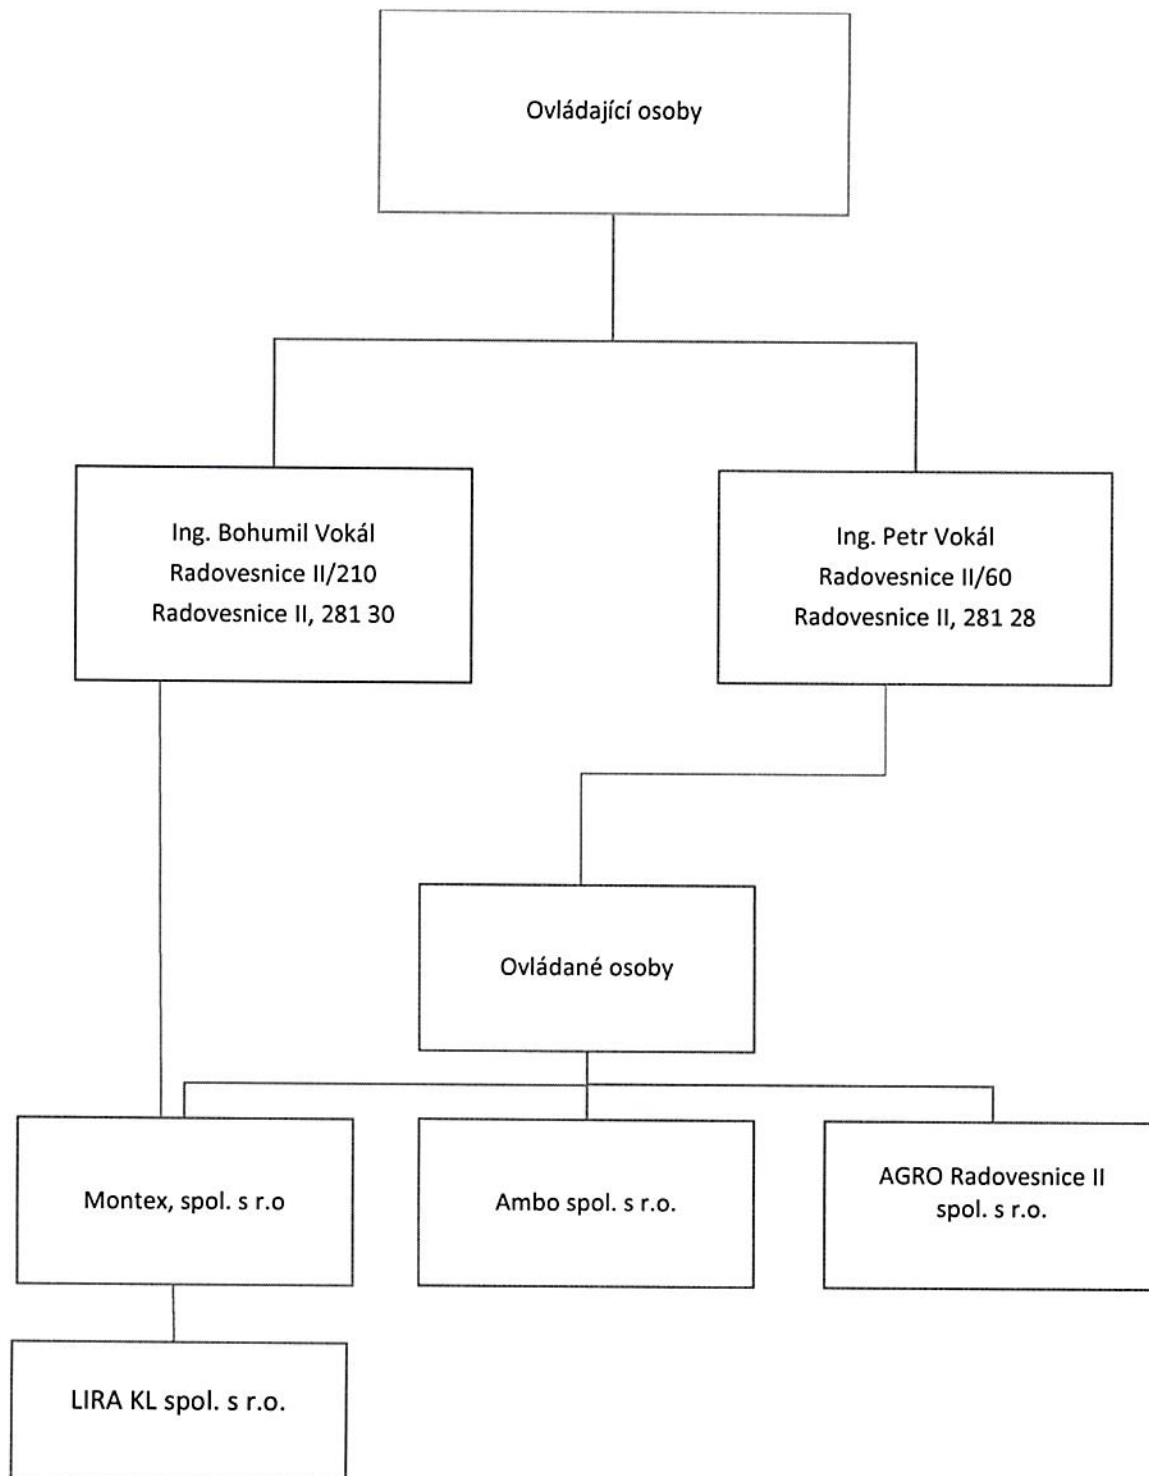 Ovládající osoby
Ing. Bohumil Vokál
Radovesnice II/210
Radovesnice II, 281 30
Ing. Petr Vokál
Radovesnice II/60
Radovesnice II, 281 28
Ovládané osoby
Montex, spol. s r.o
Ambo spol. s r.o.
AGRO Radovesnice II
spol. s r.o.
LIRA KL spol. s r.o.